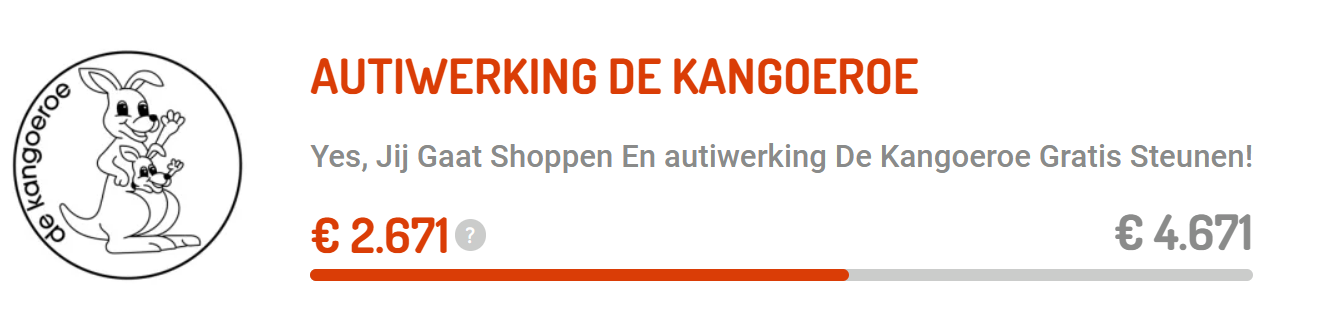 de kangoeroe
AUTIWERKING DE KANGOEROE
Yes, Jij Gaat Shoppen En autiwerking De Kangoeroe Gratis Steunen!
€ 2.671 ? € 4.671